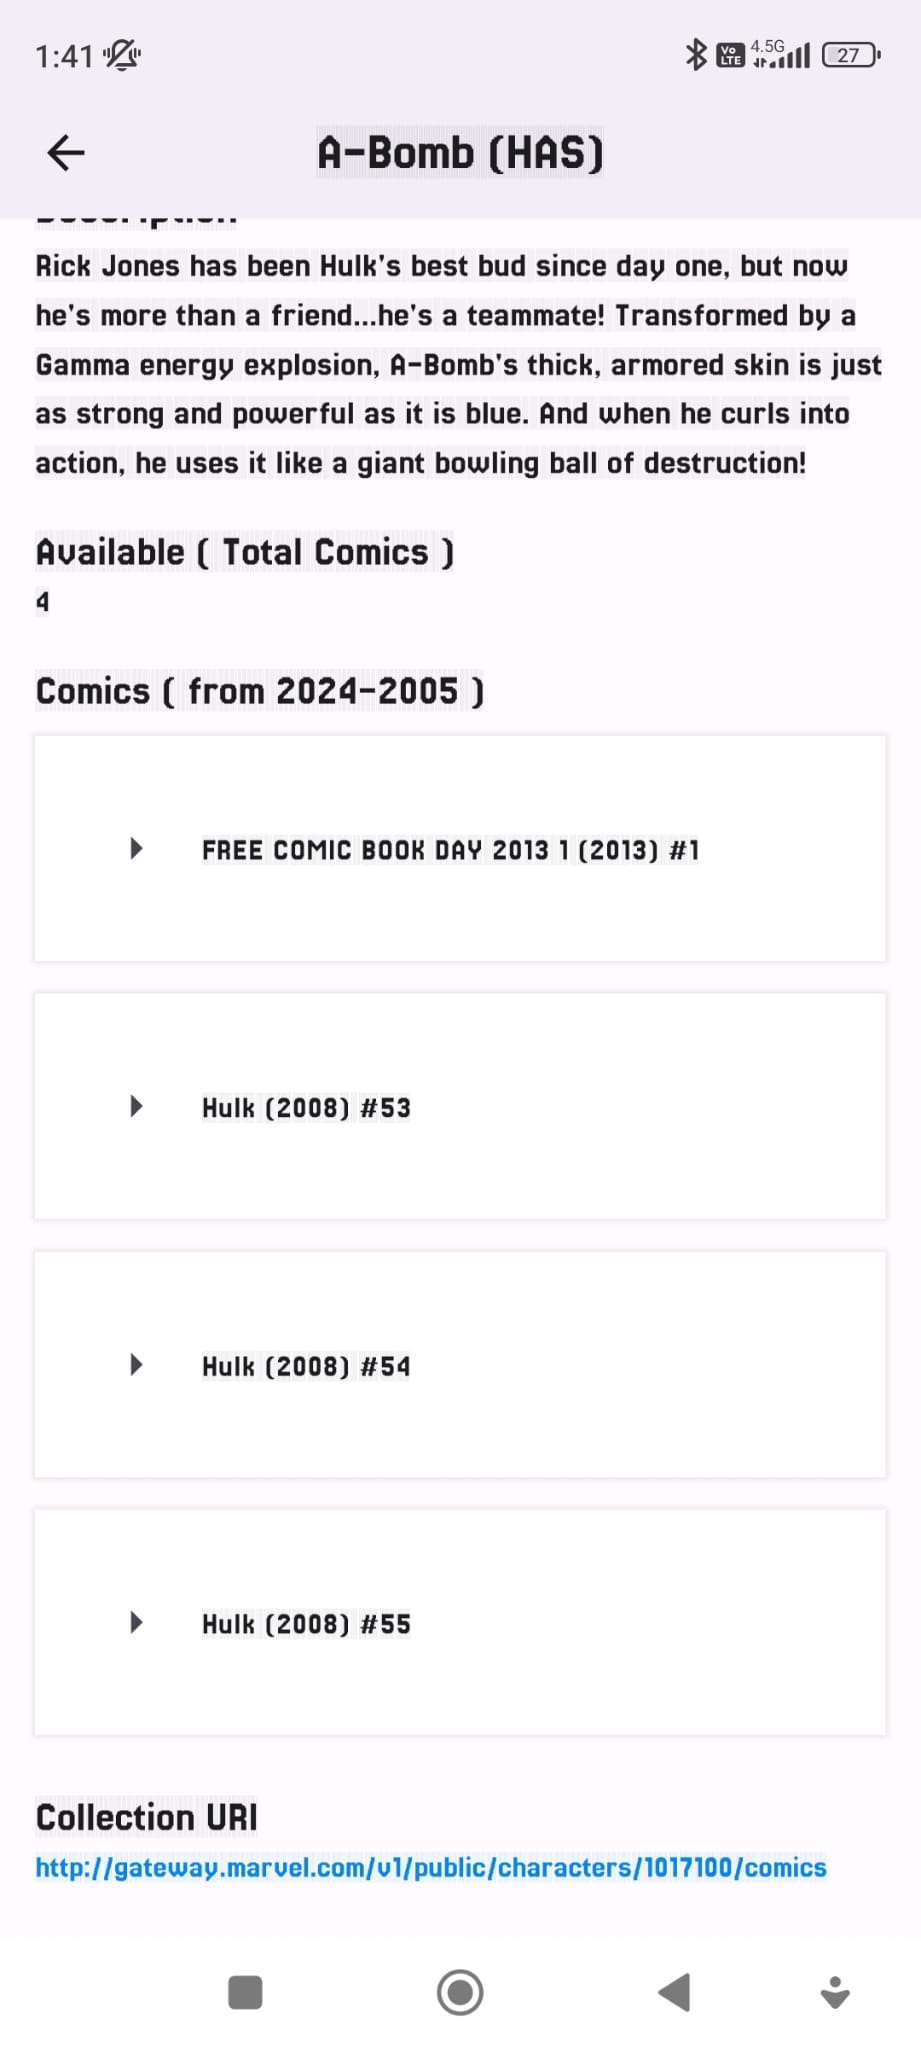 1:41
Vo LTE 4.5G 27
A-Bomb (HAS)
Description
Rick Jones has been Hulk's best bud since day one, but now
he's more than a friend...he's a teammate! Transformed by a
Gamma energy explosion, A-Bomb's thick, armored skin is just
as strong and powerful as it is blue. And when he curls into
action, he uses it like a giant bowling ball of destruction!
Available ( Total Comics )
4
Comics ( from 2024-2005 )
FREE COMIC BOOK DAY 2013 1 (2013) #1
Hulk (2008) #53
Hulk (2008) #54
Hulk (2008) #55
Collection URI
http://gateway.marvel.com/v1/public/characters/1017100/comics